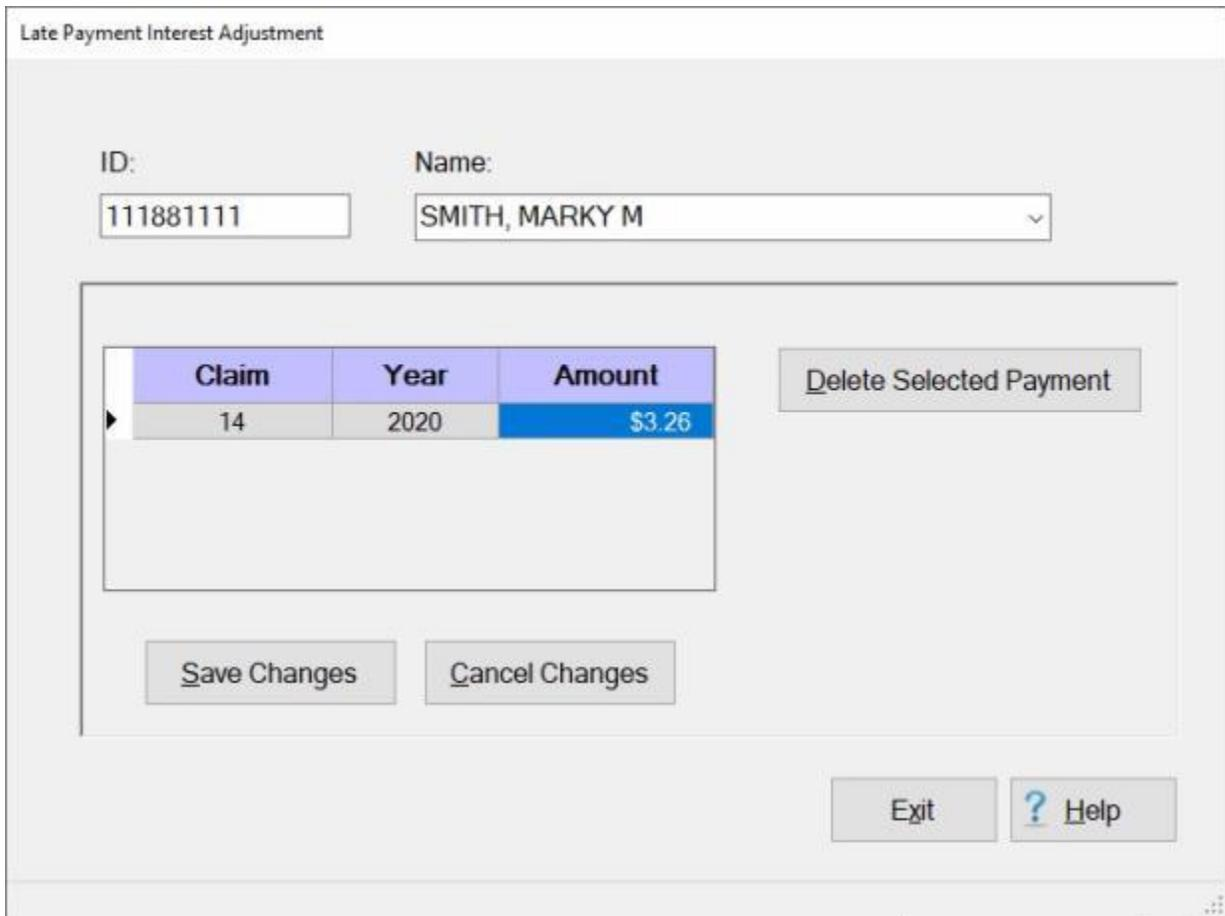 Late Payment Interest Adjustment
ID: Name:
111881111 SMITH, MARKY M
Claim Year Amount
14 2020 $3.26
Delete Selected Payment
Save Changes Cancel Changes
Exit ? Help